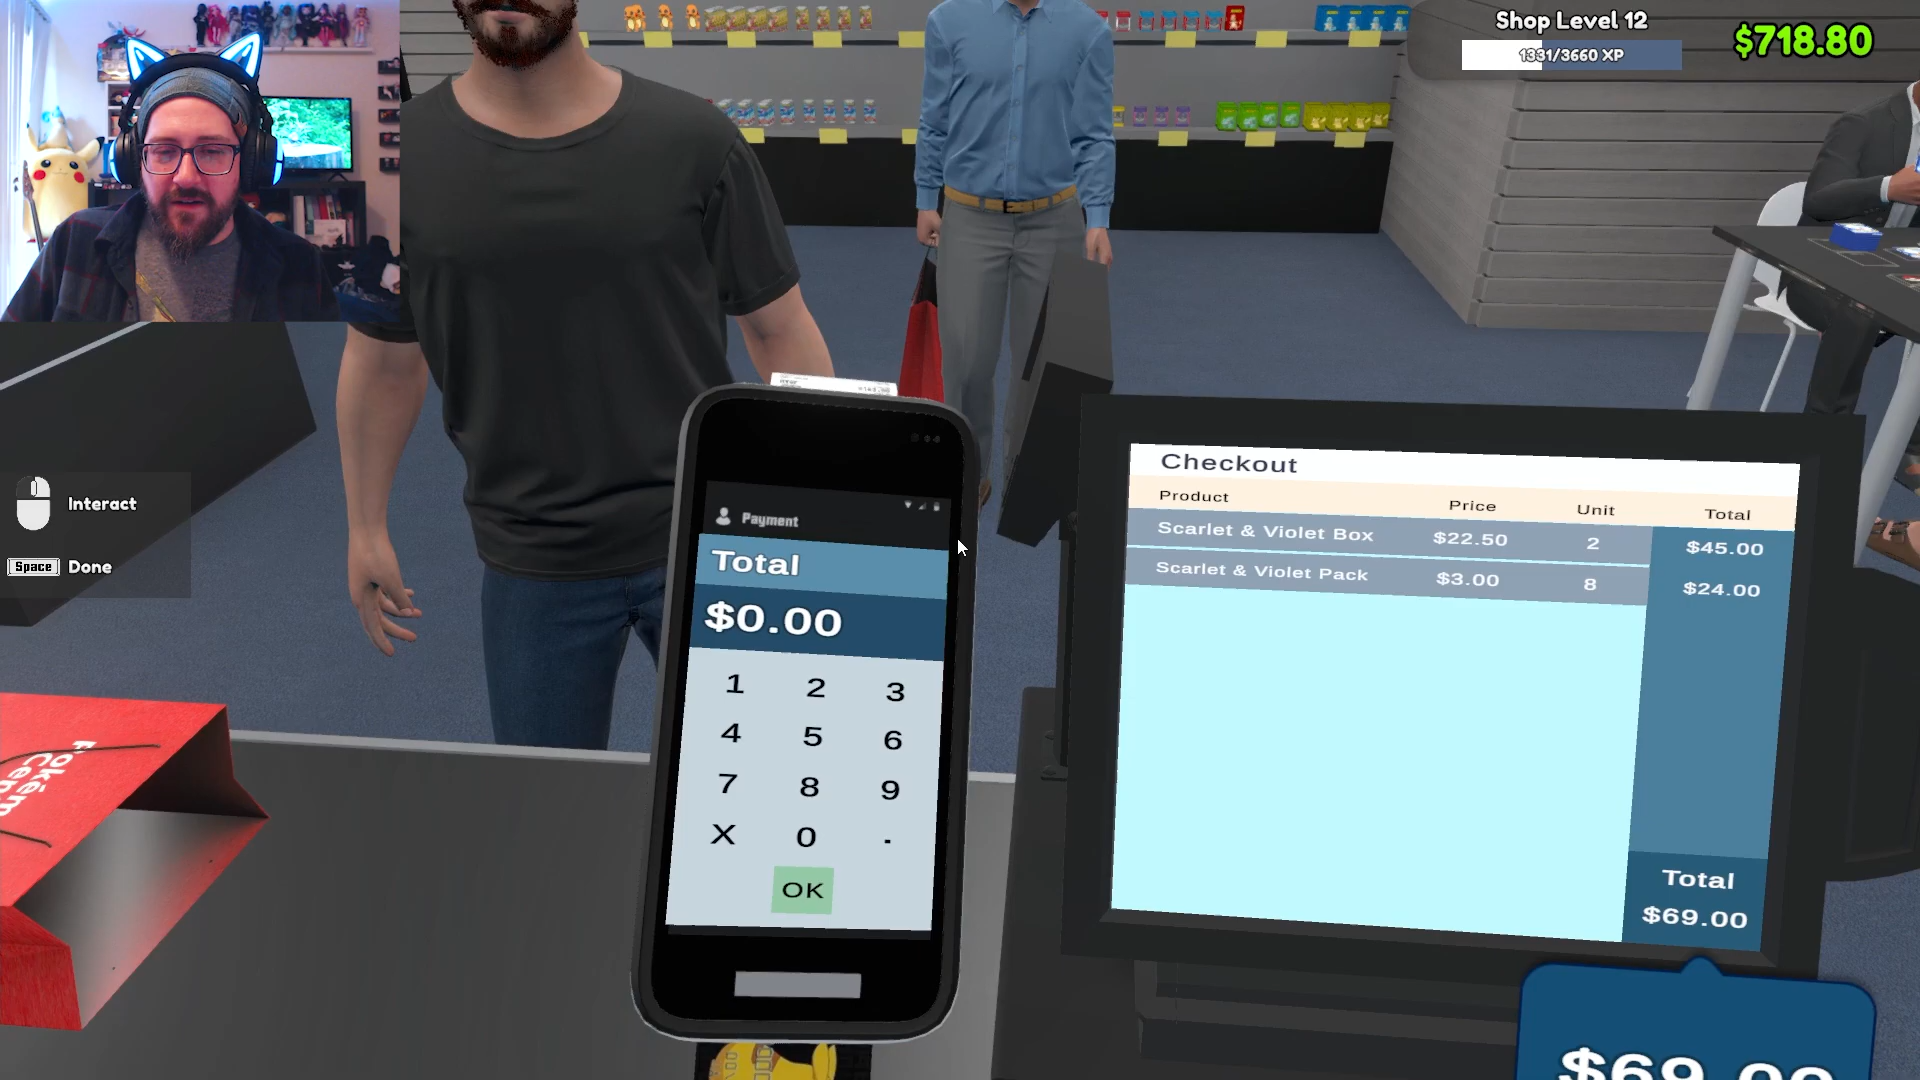 Shop Level 12
1331/3660 XP
$718.80
Interact
Space Done
Payment
Total
$0.00
1 2 3
4 5 6
7 8 9
X 0 .
OK
Checkout
Product Price Unit Total
Scarlet & Violet Box $22.50 2 $45.00
Scarlet & Violet Pack $3.00 8 $24.00
Total
$69.00
$69.00